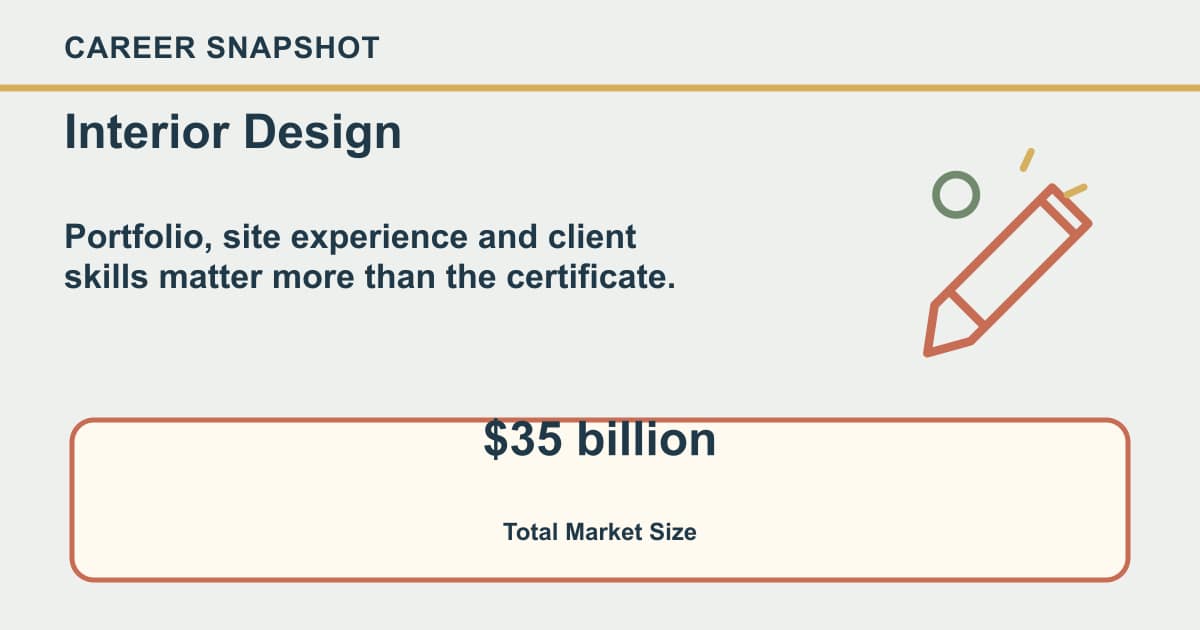 CAREER SNAPSHOT
Interior Design
Portfolio, site experience and client
skills matter more than the certificate.
$35 billion
Total Market Size